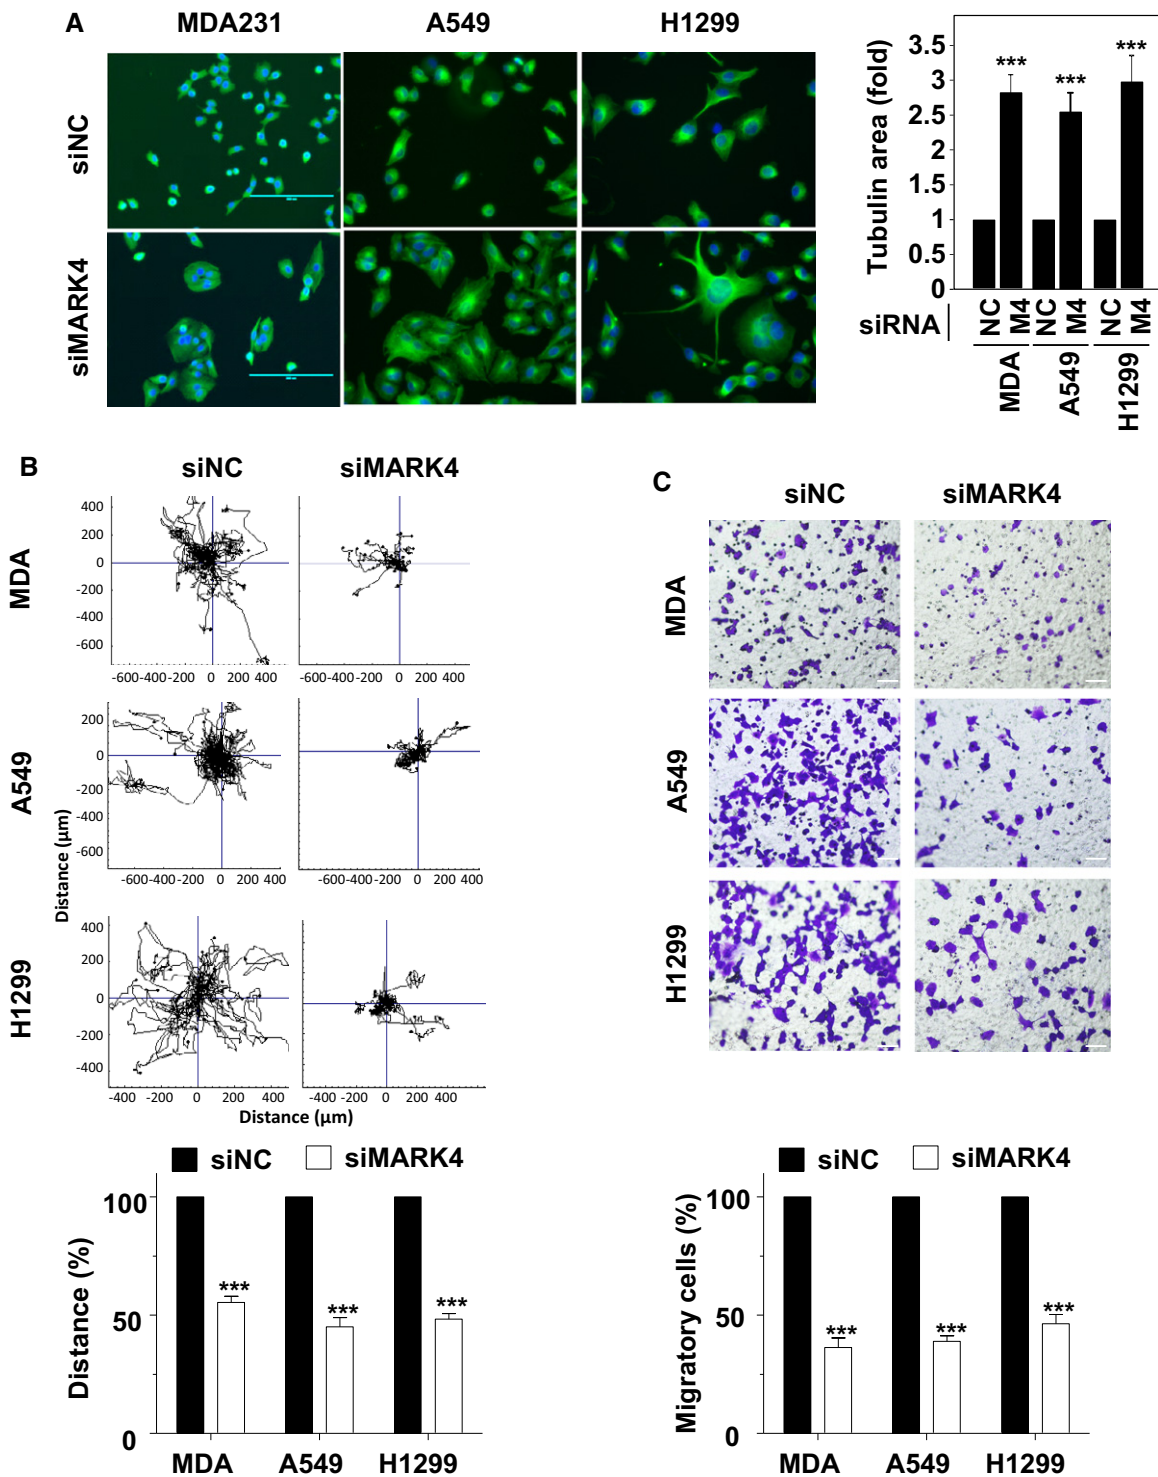 A
MDA231 A549 H1299
siNC
siMARK4
Tubulin area (fold)
3.5
3
2.5
2
1.5
1
0.5
0
*** *** ***
siRNA
NC M4 NC M4 NC M4
MDA A549 H1299
B
siNC siMARK4
MDA
400
200
0
-200
-400
-600
-600-400-200 0 200 400
-600-400-200 0 200 400
A549
200
0
-200
-400
-600
-600-400-200 0 200 400
-600-400-200 0 200 400
Distance (µm)
H1299
400
200
0
-200
-400
-400 -200 0 200 400
-400 -200 0 200 400
Distance (µm)
siNC siMARK4
Distance (%)
100
50
0
*** *** ***
MDA A549 H1299
C
siNC siMARK4
MDA
A549
H1299
siNC siMARK4
Migratory cells (%)
100
50
0
*** *** ***
MDA A549 H1299